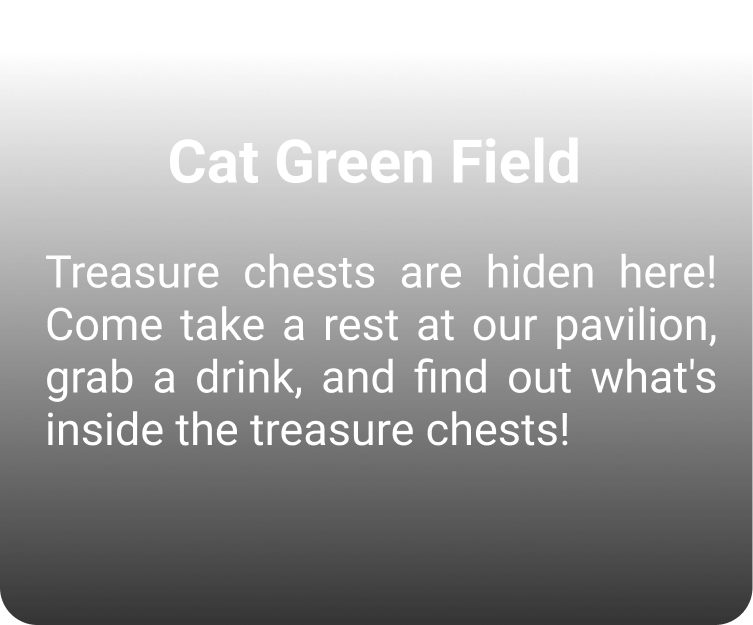 Cat Green Field
Treasure chests are hiden here!
Come take a rest at our pavilion,
grab a drink, and find out what's
inside the treasure chests!